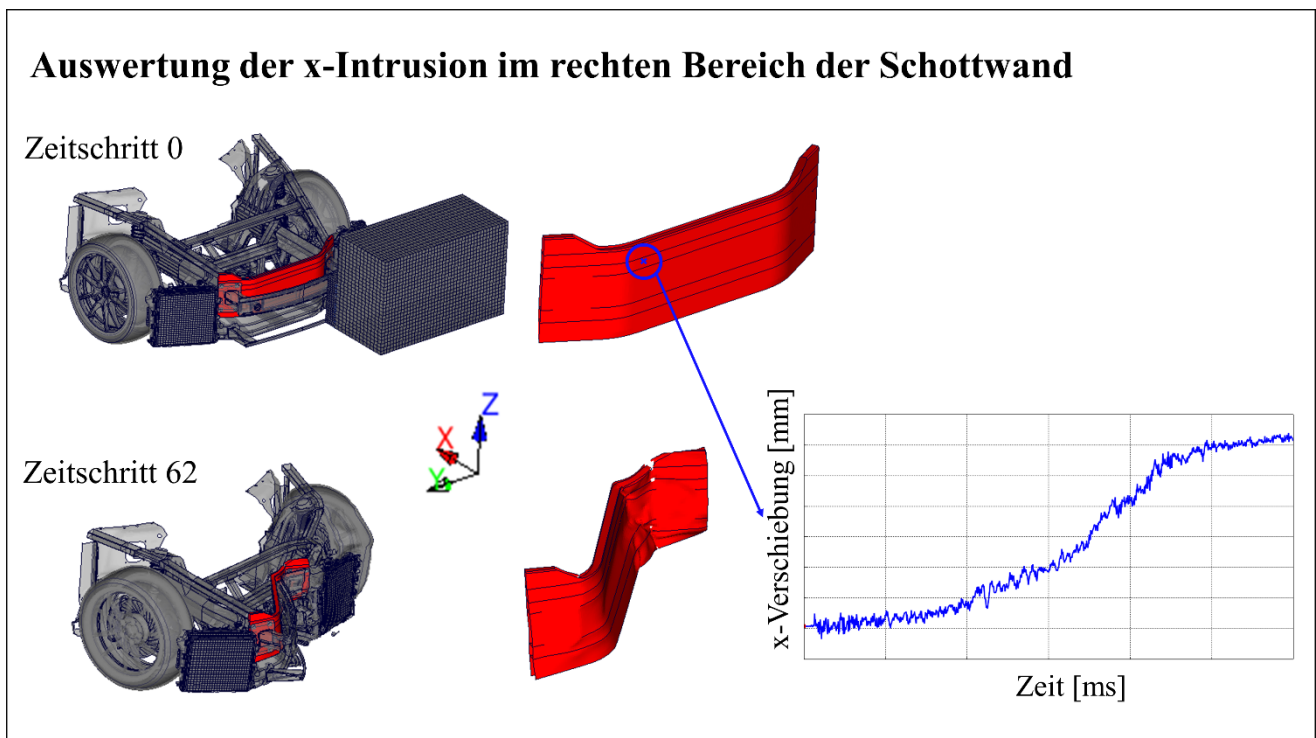 Auswertung der x-Intrusion im rechten Bereich der Schottwand
Zeitschritt 0
Zeitschritt 62
Z
X
Y
x-Verschiebung [mm]
Zeit [ms]